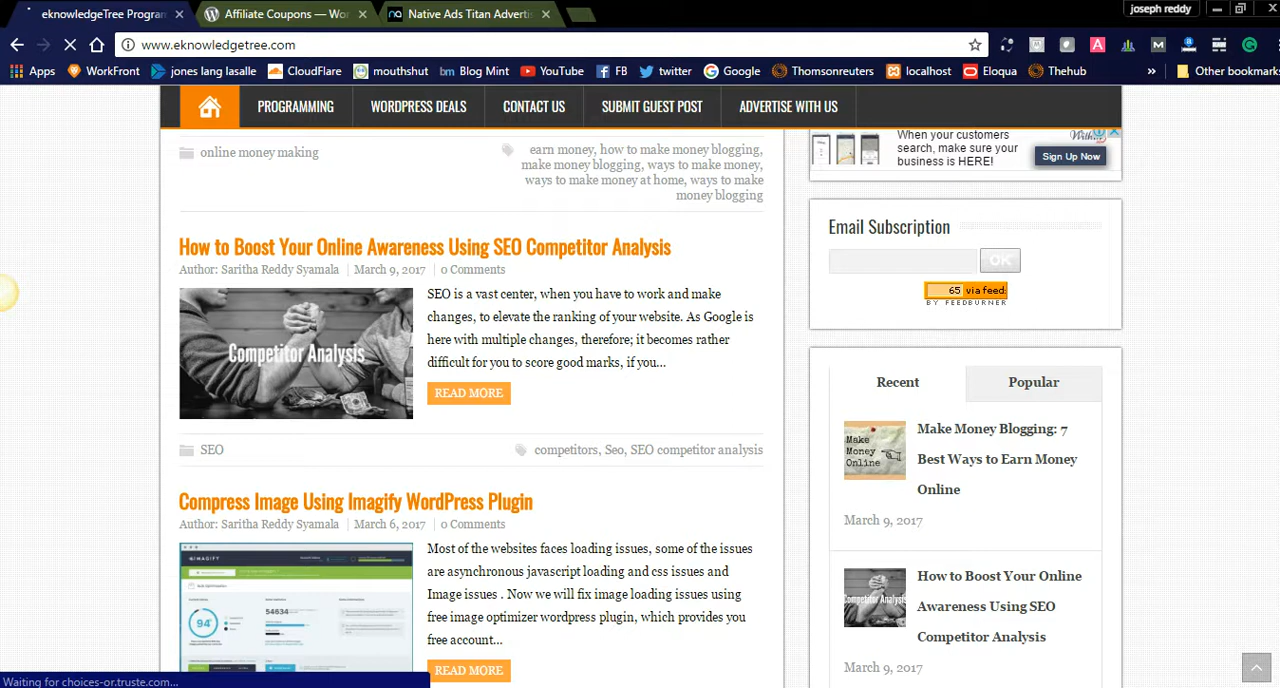 eknowledgeTree Program
Affiliate Coupons — Wor
Native Ads Titan Adverti
joseph reddy
www.eknowledgetree.com
Apps
WorkFront
jones lang lasalle
CloudFlare
mouthshut
bm Blog Mint
YouTube
FB
twitter
Google
Thomsonreuters
localhost
Eloqua
Thehub
»
Other bookmarks
PROGRAMMING
WORDPRESS DEALS
CONTACT US
SUBMIT GUEST POST
ADVERTISE WITH US
online money making
earn money, how to make money blogging,
make money blogging, ways to make money,
ways to make money at home, ways to make
money blogging
How to Boost Your Online Awareness Using SEO Competitor Analysis
Author: Saritha Reddy Syamala
March 9, 2017
0 Comments
Competitor Analysis
SEO is a vast center, when you have to work and make
changes, to elevate the ranking of your website. As Google is
here with multiple changes, therefore; it becomes rather
difficult for you to score good marks, if you...
READ MORE
SEO
competitors, Seo, SEO competitor analysis
Compress Image Using Imagify WordPress Plugin
Author: Saritha Reddy Syamala
March 6, 2017
0 Comments
IMAGIFY
94
54634
Most of the websites faces loading issues, some of the issues
are asynchronous javascript loading and css issues and
Image issues . Now we will fix image loading issues using
free image optimizer wordpress plugin, which provides you
free account...
READ MORE
When your customers
search, make sure your
business is HERE!
Sign Up Now
Email Subscription
OK
65 via feed
BY FEEDBURNER
Recent
Popular
Make
Money
Online
Make Money Blogging: 7
Best Ways to Earn Money
Online
March 9, 2017
Competitor Analysis
How to Boost Your Online
Awareness Using SEO
Competitor Analysis
March 9, 2017
Waiting for choices-or.truste.com...